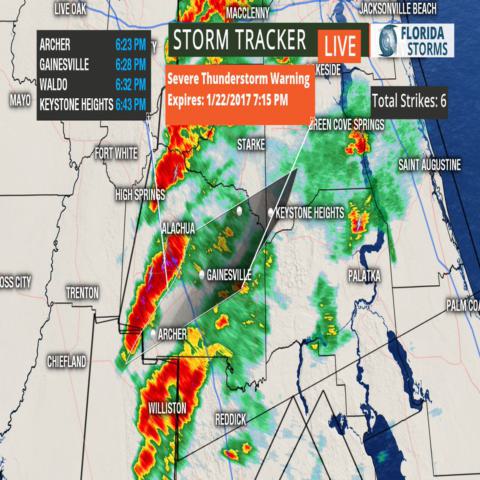 LIVE OAK
MACCLENNY
JACKSONVILLE BEACH
ARCHER 6:23 PM
GAINESVILLE 6:28 PM
WALDO 6:32 PM
KEYSTONE HEIGHTS 6:43 PM
Y
STORM TRACKER
LIVE
FLORIDA
STORMS
KESIDE
Severe Thunderstorm Warning
Expires: 1/22/2017 7:15 PM
Total Strikes: 6
MAYO
GREEN COVE SPRINGS
STARKE
FORT WHITE
SAINT AUGUSTINE
HIGH SPRINGS
KEYSTONE HEIGHTS
ALACHUA
GAINESVILLE
PALATKA
OSS CITY
TRENTON
PALM COA
ARCHER
CHIEFLAND
WILLISTON
REDDICK